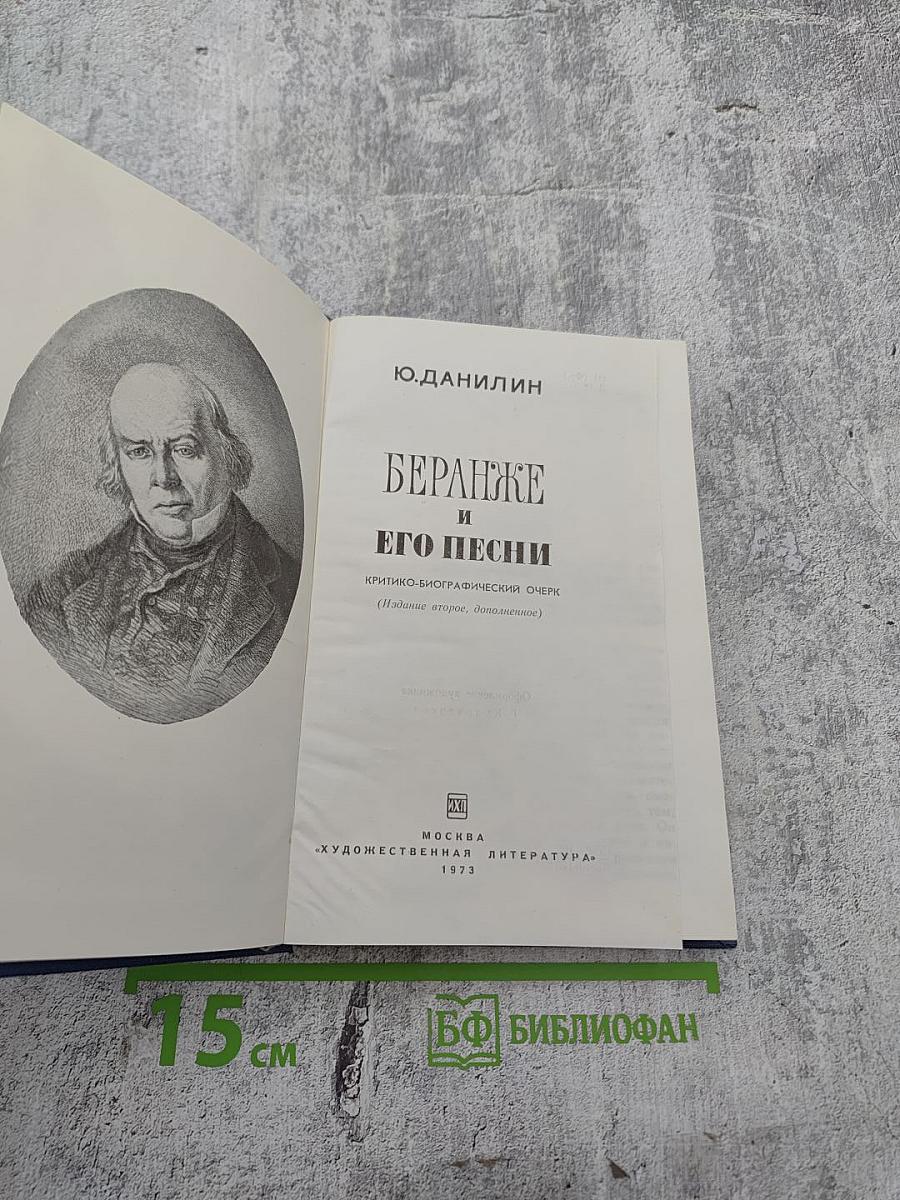 Ю.ДАНИЛИН
БЕРАНЖЕ
И
ЕГО ПЕСНИ
КРИТИКО-БИОГРАФИЧЕСКИЙ ОЧЕРК
(Издание второе, дополненное)
ИХЛ
МОСКВА
«ХУДОЖЕСТВЕННАЯ ЛИТЕРАТУРА»
1973
15 см
БФ БИБЛИОФАН